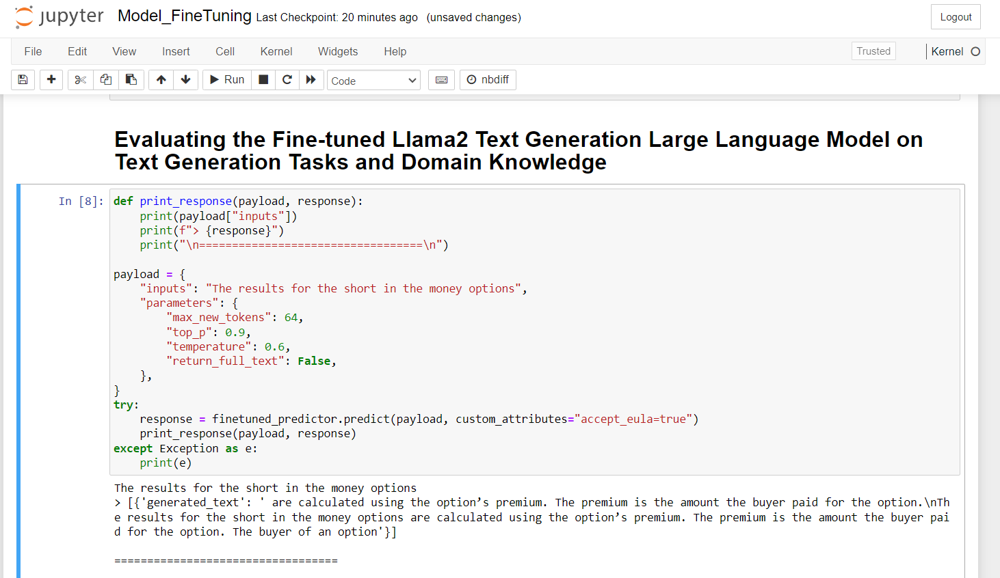 jupyter Model_FineTuning Last Checkpoint: 20 minutes ago (unsaved changes) Logout
File Edit View Insert Cell Kernel Widgets Help Trusted Kernel
Run Code nbdiff
Evaluating the Fine-tuned Llama2 Text Generation Large Language Model on
Text Generation Tasks and Domain Knowledge
In [8]: def print_response(payload, response):
    print(payload["inputs"])
    print(f"> {response}")
    print("\n==================================\n")
payload = {
    "inputs": "The results for the short in the money options",
    "parameters": {
        "max_new_tokens": 64,
        "top_p": 0.9,
        "temperature": 0.6,
        "return_full_text": False,
    },
}
try:
    response = finetuned_predictor.predict(payload, custom_attributes="accept_eula=true")
    print_response(payload, response)
except Exception as e:
    print(e)
The results for the short in the money options
> [{'generated_text': ' are calculated using the option’s premium. The premium is the amount the buyer paid for the option.\nTh
e results for the short in the money options are calculated using the option’s premium. The premium is the amount the buyer pai
d for the option. The buyer of an option'}]
==================================